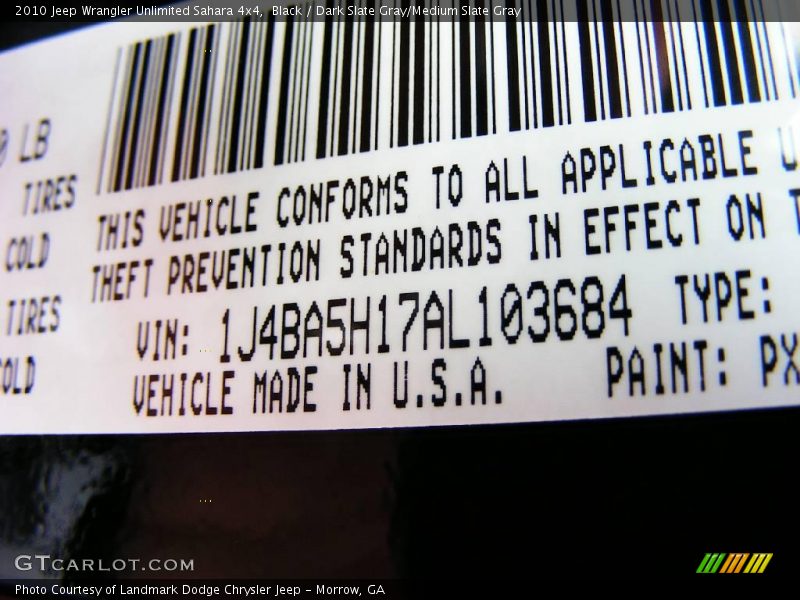 2010 Jeep Wrangler Unlimited Sahara 4x4,  Black / Dark Slate Gray/Medium Slate Gray
LB
TIRES
COLD
TIRES
THIS VEHICLE CONFORMS TO ALL APPLICABLE
THEFT PREVENTION STANDARDS IN EFFECT ON
VIN: 1J4BA5H17AL103684 TYPE:
VEHICLE MADE IN U.S.A. PAINT: PX
GTCARLOT.COM
Photo Courtesy of Landmark Dodge Chrysler Jeep - Morrow, GA